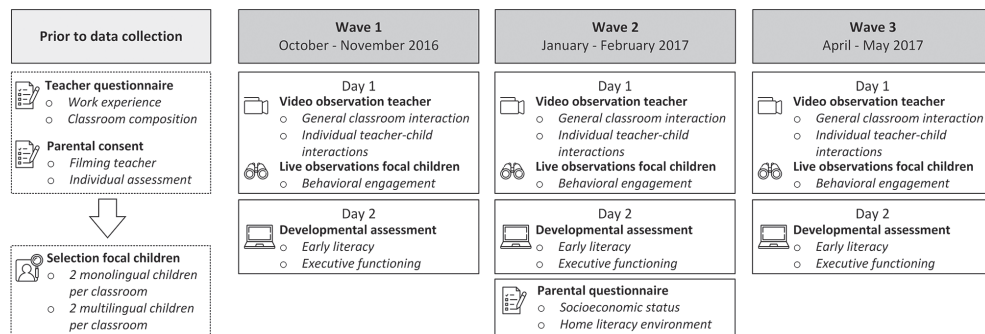 Prior to data collection
Teacher questionnaire
○ Work experience
○ Classroom composition
Parental consent
○ Filming teacher
○ Individual assessment
Selection focal children
○ 2 monolingual children
per classroom
○ 2 multilingual children
per classroom
Wave 1
October - November 2016
Day 1
Video observation teacher
○ General classroom interaction
○ Individual teacher-child
interactions
Live observations focal children
○ Behavioral engagement
Day 2
Developmental assessment
○ Early literacy
○ Executive functioning
Wave 2
January - February 2017
Day 1
Video observation teacher
○ General classroom interaction
○ Individual teacher-child
interactions
Live observations focal children
○ Behavioral engagement
Day 2
Developmental assessment
○ Early literacy
○ Executive functioning
Parental questionnaire
○ Socioeconomic status
○ Home literacy environment
Wave 3
April - May 2017
Day 1
Video observation teacher
○ General classroom interaction
○ Individual teacher-child
interactions
Live observations focal children
○ Behavioral engagement
Day 2
Developmental assessment
○ Early literacy
○ Executive functioning